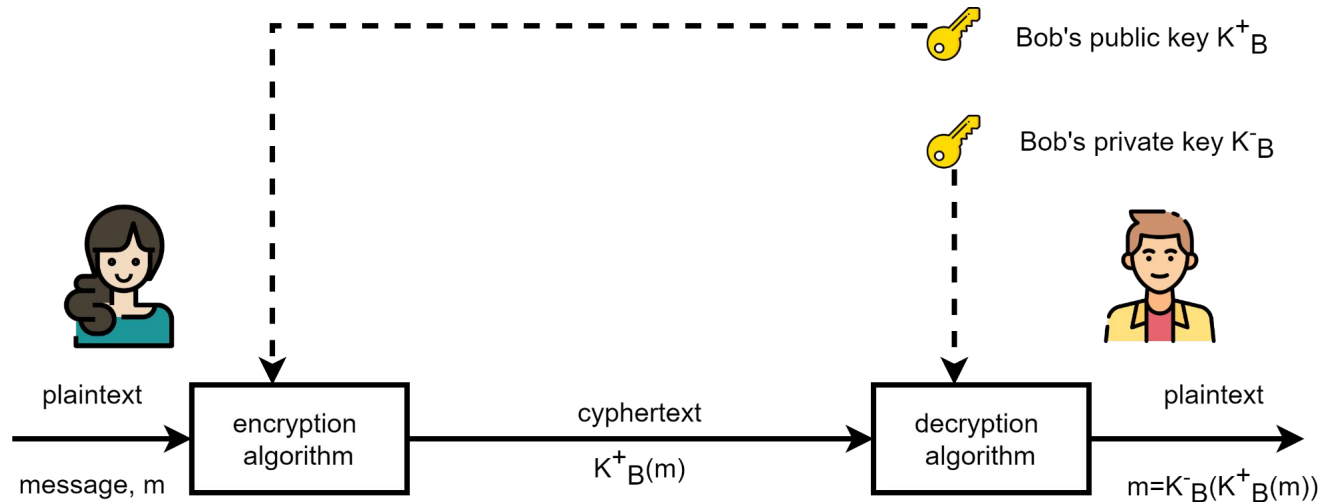 Bob's public key K⁺B
Bob's private key K⁻B
plaintext
message, m
encryption
algorithm
cyphertext
K⁺B(m)
decryption
algorithm
plaintext
m=K⁻B(K⁺B(m))